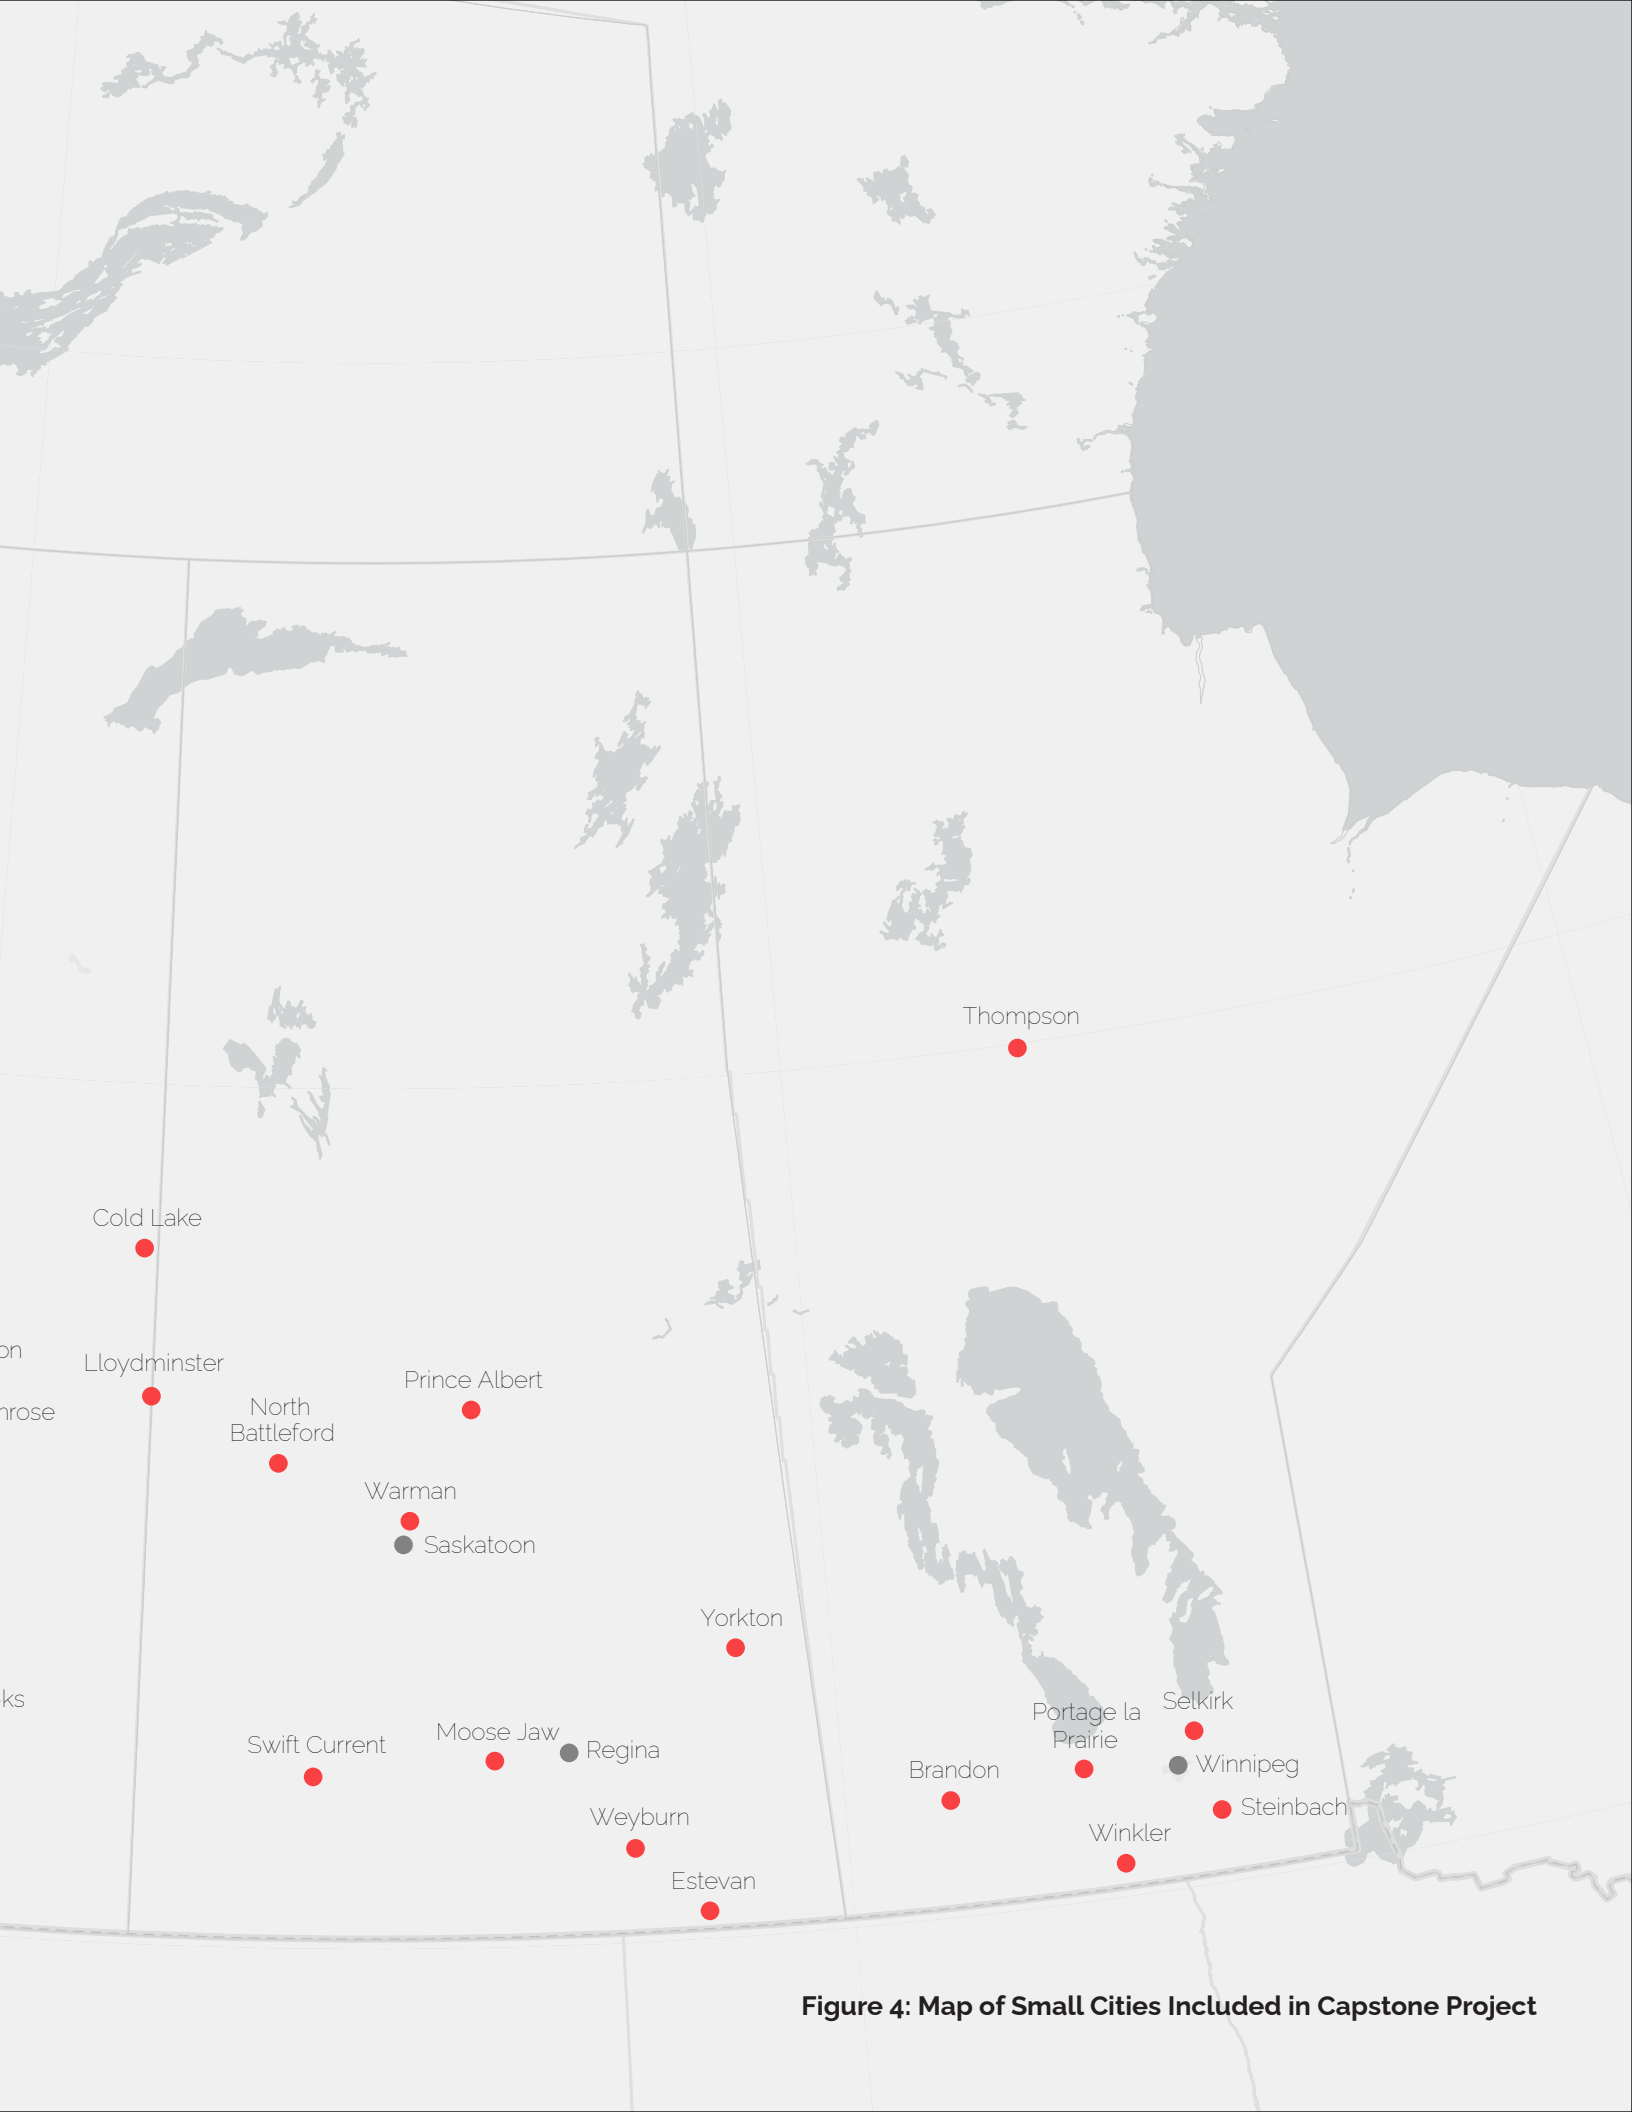 Thompson
Cold Lake
on
Lloydminster
Prince Albert
North
Battleford
nrose
Warman
Saskatoon
Yorkton
ks
Selkirk
Portage la
Prairie
Moose Jaw
Swift Current
Regina
Winnipeg
Brandon
Steinbach
Weyburn
Winkler
Estevan
Figure 4: Map of Small Cities Included in Capstone Project